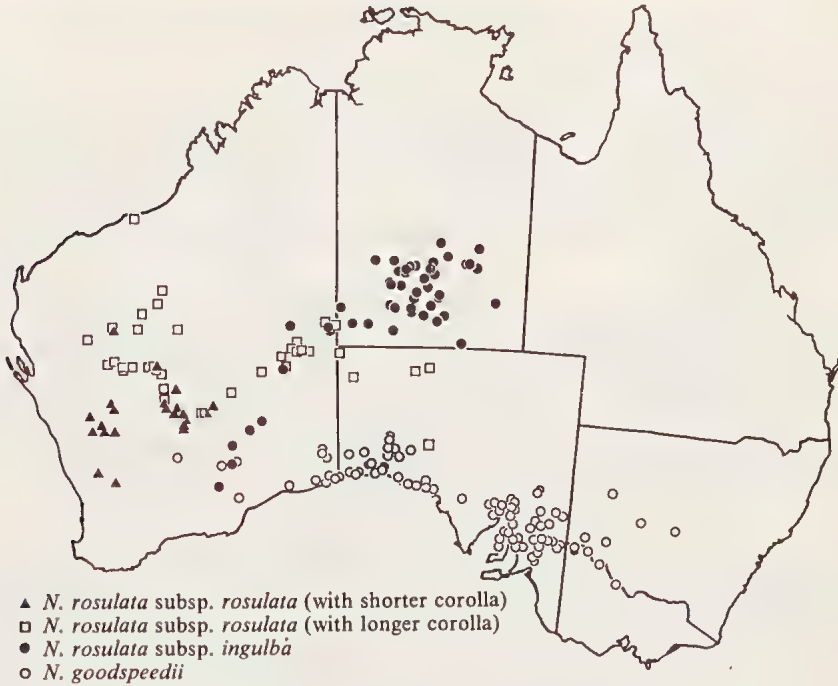 ▲ N. rosulata subsp. rosulata (with shorter corolla)
□ N. rosulata subsp. rosulata (with longer corolla)
● N. rosulata subsp. ingulba
○ N. goodspeedii